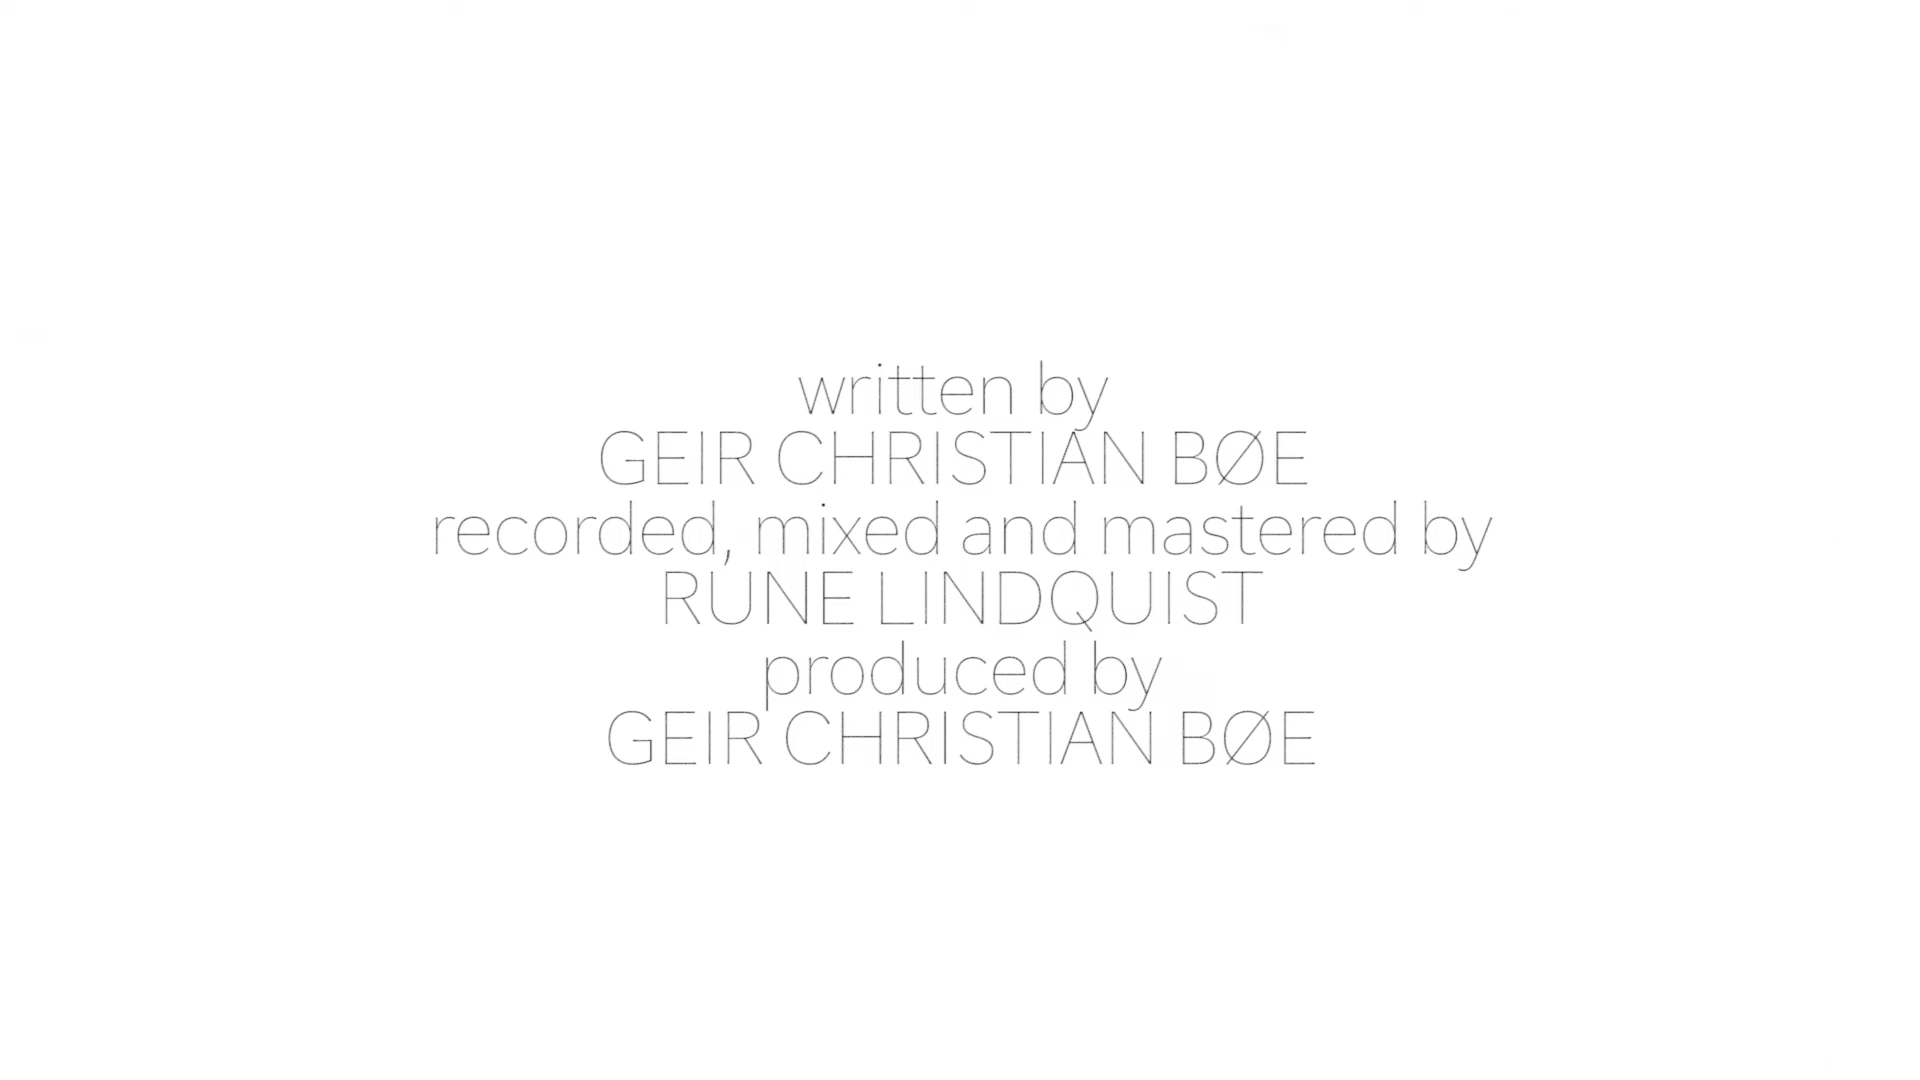 written by
GEIR CHRISTIAN BØE
recorded, mixed and mastered by
RUNE LINDQUIST
produced by
GEIR CHRISTIAN BØE